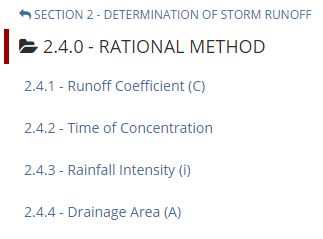 SECTION 2 - DETERMINATION OF STORM RUNOFF
2.4.0 - RATIONAL METHOD
2.4.1 - Runoff Coefficient (C)
2.4.2 - Time of Concentration
2.4.3 - Rainfall Intensity (i)
2.4.4 - Drainage Area (A)